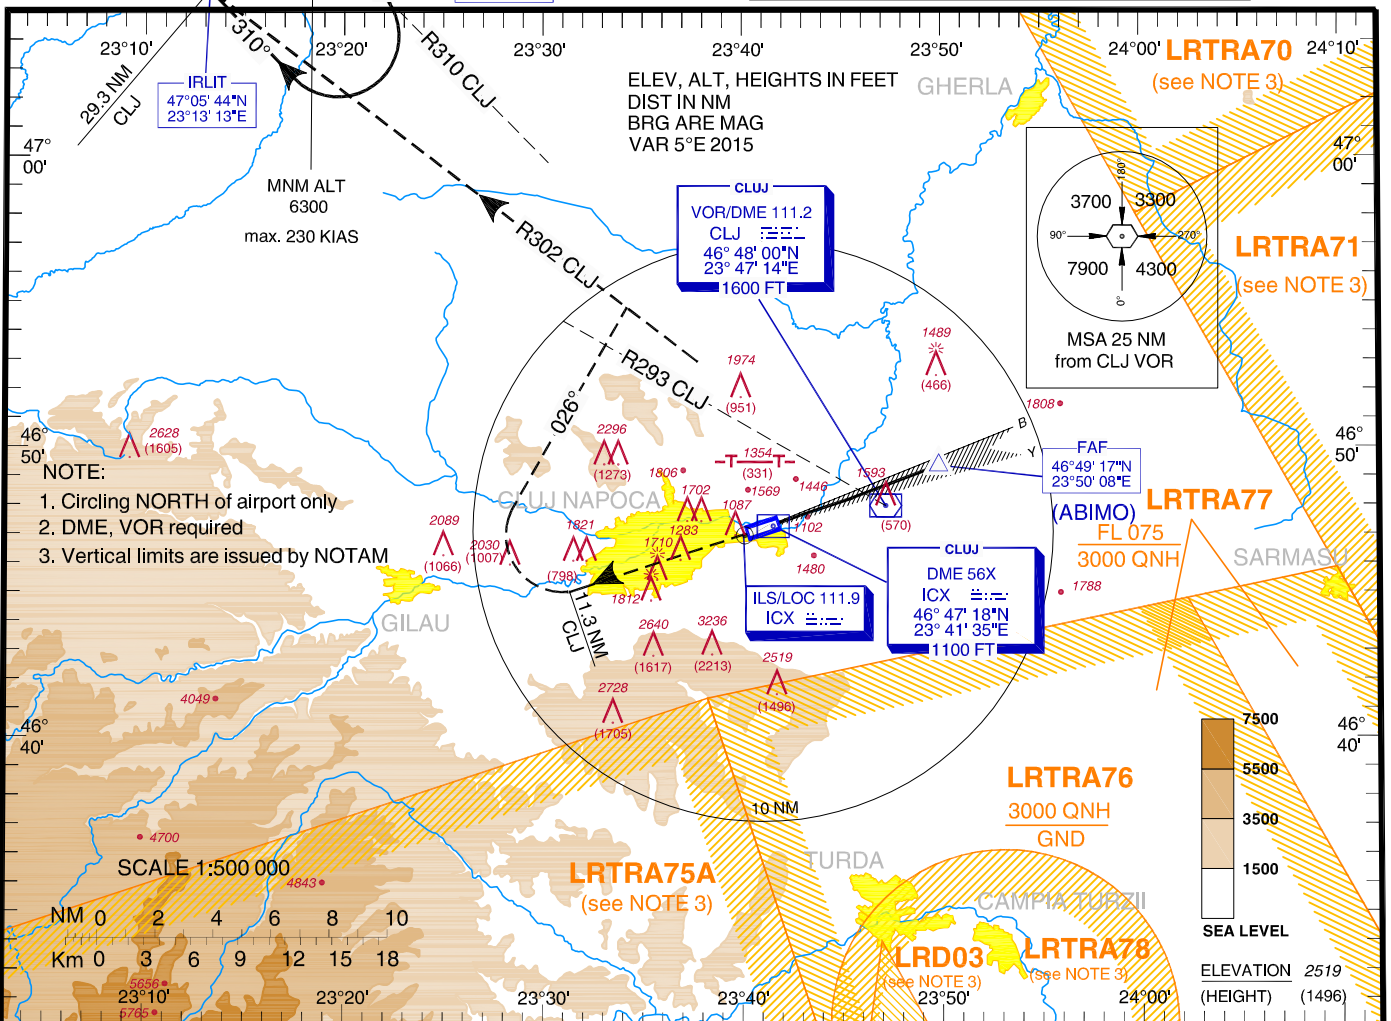 23°10'
23°20'
23°30'
23°40'
23°50'
24°00'
24°10'
LRTRA70
(see NOTE 3)
310°
R310 CLJ
29.3 NM
CLJ
IRLIT
47°05' 44"N
23°13' 13"E
ELEV, ALT, HEIGHTS IN FEET
DIST IN NM
BRG ARE MAG
VAR 5°E 2015
GHERLA
47°
00'
47°
00'
MNM ALT
6300
max. 230 KIAS
CLUJ
VOR/DME 111.2
CLJ
46° 48' 00"N
23° 47' 14"E
1600 FT
180°
3700
3300
90°
270°
7900
4300
0°
MSA 25 NM
from CLJ VOR
LRTRA71
(see NOTE 3)
R302 CLJ
R293 CLJ
026°
1974
(951)
1489
(466)
1808
2628
(1605)
46°
50'
46°
50'
NOTE:
1. Circling NORTH of airport only
2. DME, VOR required
3. Vertical limits are issued by NOTAM
2296
(1273)
1806
1354
(331)
1569
1446
1593
(570)
B
Y
FAF
46°49' 17"N
23°50' 08"E
(ABIMO)
LRTRA77
FL 075
3000 QNH
SARMASU
CLUJ NAPOCA
1702
1087
1102
1283
1710
1812
2089
(1066)
2030
(1007)
1821
(798)
1480
1788
GILAU
11.3 NM
CLJ
ILS/LOC 111.9
ICX
CLUJ
DME 56X
ICX
46° 47' 18"N
23° 41' 35"E
1100 FT
2640
(1617)
3236
(2213)
2519
(1496)
2728
(1705)
4049
46°
40'
46°
40'
10 NM
LRTRA76
3000 QNH
GND
7500
5500
3500
1500
SEA LEVEL
ELEVATION 2519
(HEIGHT) (1496)
4700
SCALE 1:500 000
4843
NM 0 2 4 6 8 10
Km 0 3 6 9 12 15 18
5656
5765
LRTRA75A
(see NOTE 3)
TURDA
CAMPIA TURZII
LRD03
(see NOTE 3)
LRTRA78
(see NOTE 3)
23°10'
23°20'
23°30'
23°40'
23°50'
24°00'